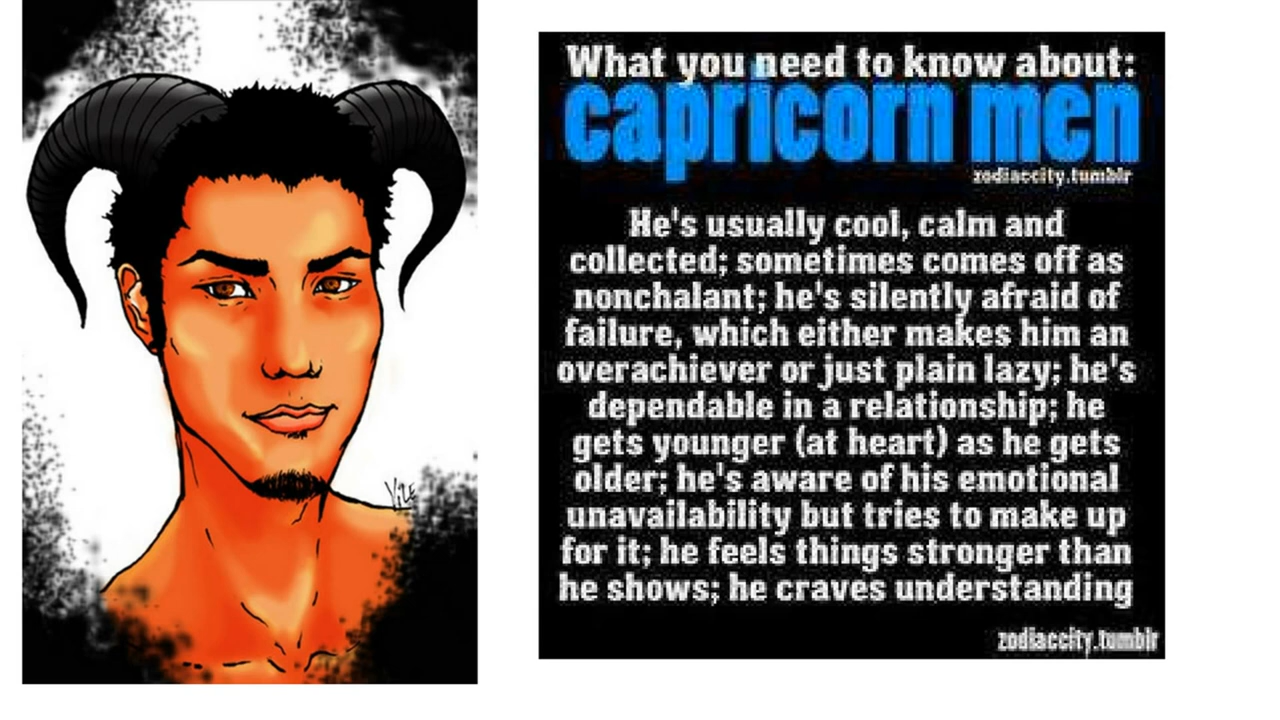 What you need to know about:
capricorn men
zodiaccity.tumblr
He's usually cool, calm and
collected; sometimes comes off as
nonchalant; he's silently afraid of
failure, which either makes him an
overachiever or just plain lazy; he's
dependable in a relationship; he
gets younger (at heart) as he gets
older; he's aware of his emotional
unavailability but tries to make up
for it; he feels things stronger than
he shows; he craves understanding
zodiaccity.tumblr